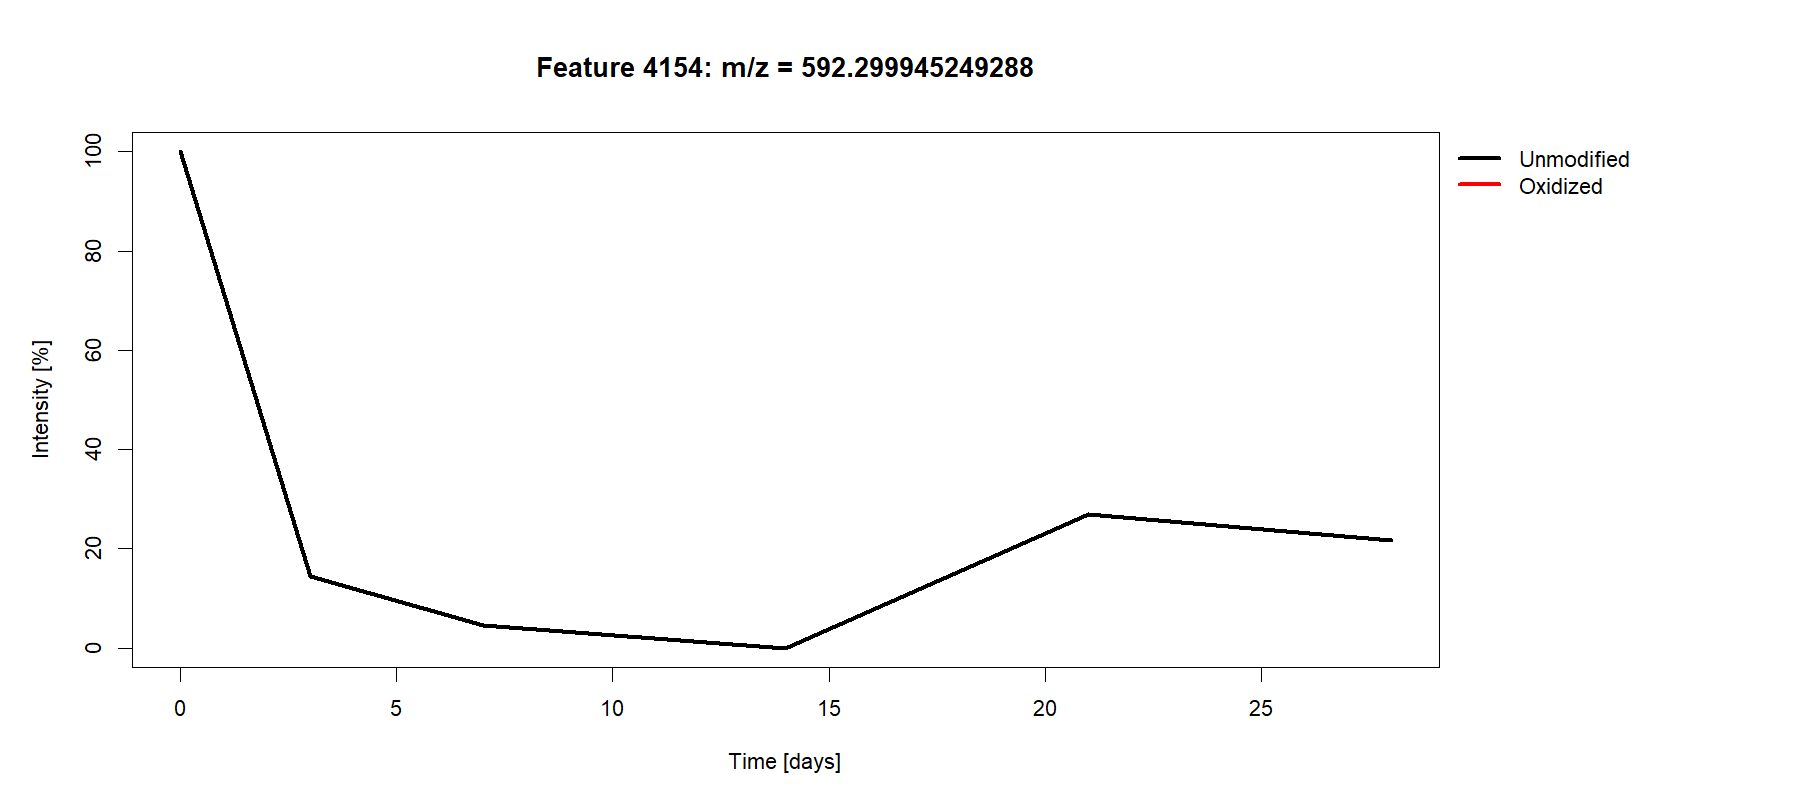 Feature 4154: m/z = 592.299945249288
Unmodified
Oxidized
Intensity [%]
100
80
60
40
20
0
0 5 10 15 20 25
Time [days]